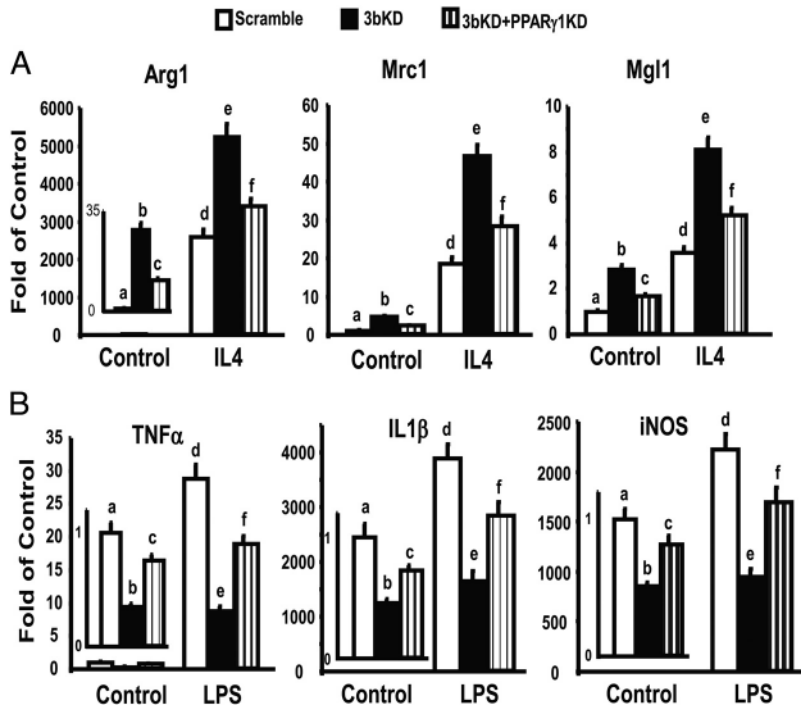 Scramble 3bKD 3bKD+PPARγ1KD
A
Arg1 Mrc1 Mgl1
Fold of Control
6000
5000
4000
3000
2000
1000
0
35
0
a b c d e f
Control IL4
60
50
40
30
20
10
0
a b c d e f
Control IL4
10
8
6
4
2
0
a b c d e f
Control IL4
B
TNFα IL1β iNOS
Fold of Control
35
30
25
20
15
10
5
0
1
0
a b c d e f
Control LPS
4000
3000
2000
1000
0
1
0
a b c d e f
Control LPS
2500
2000
1500
1000
500
0
1
0
a b c d e f
Control LPS